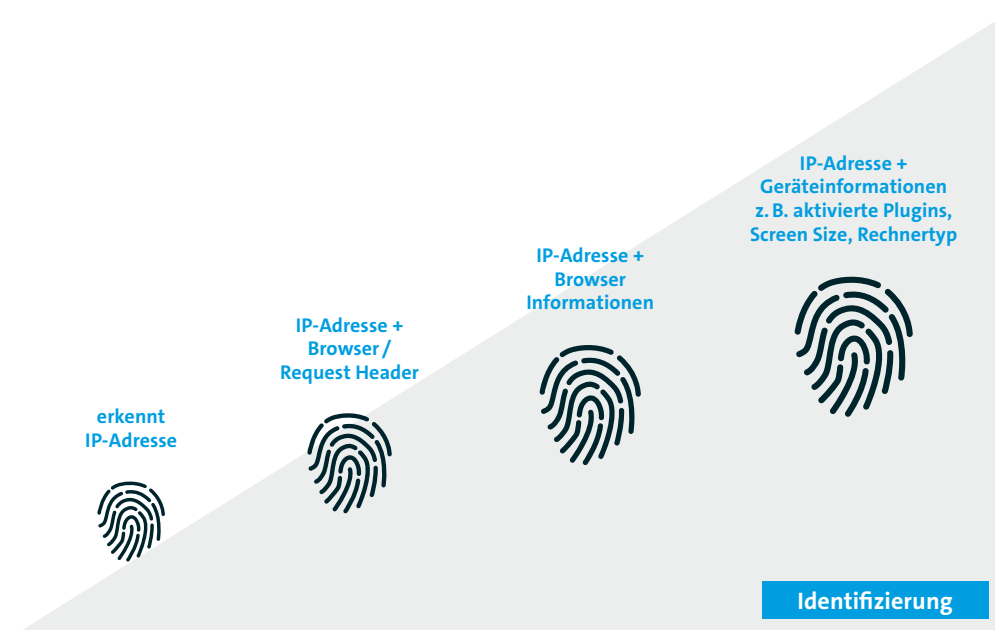 erkennt
IP-Adresse
IP-Adresse +
Browser /
Request Header
IP-Adresse +
Browser
Informationen
IP-Adresse +
Geräteinformationen
z. B. aktivierte Plugins,
Screen Size, Rechnertyp
Identifizierung